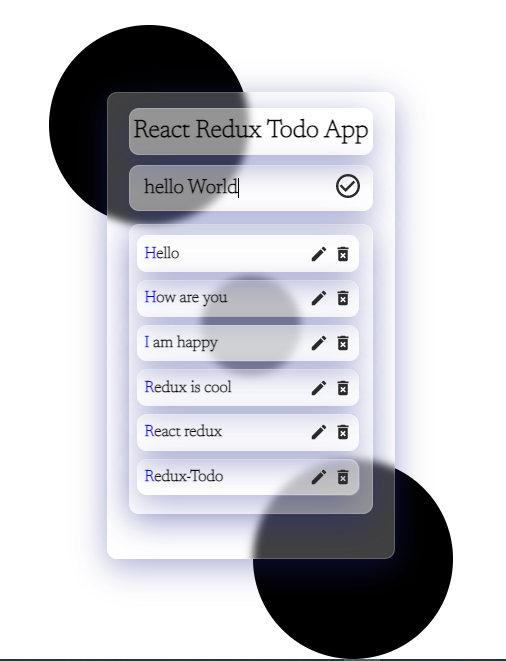 React Redux Todo App
hello World
Hello
How are you
I am happy
Redux is cool
React redux
Redux-Todo